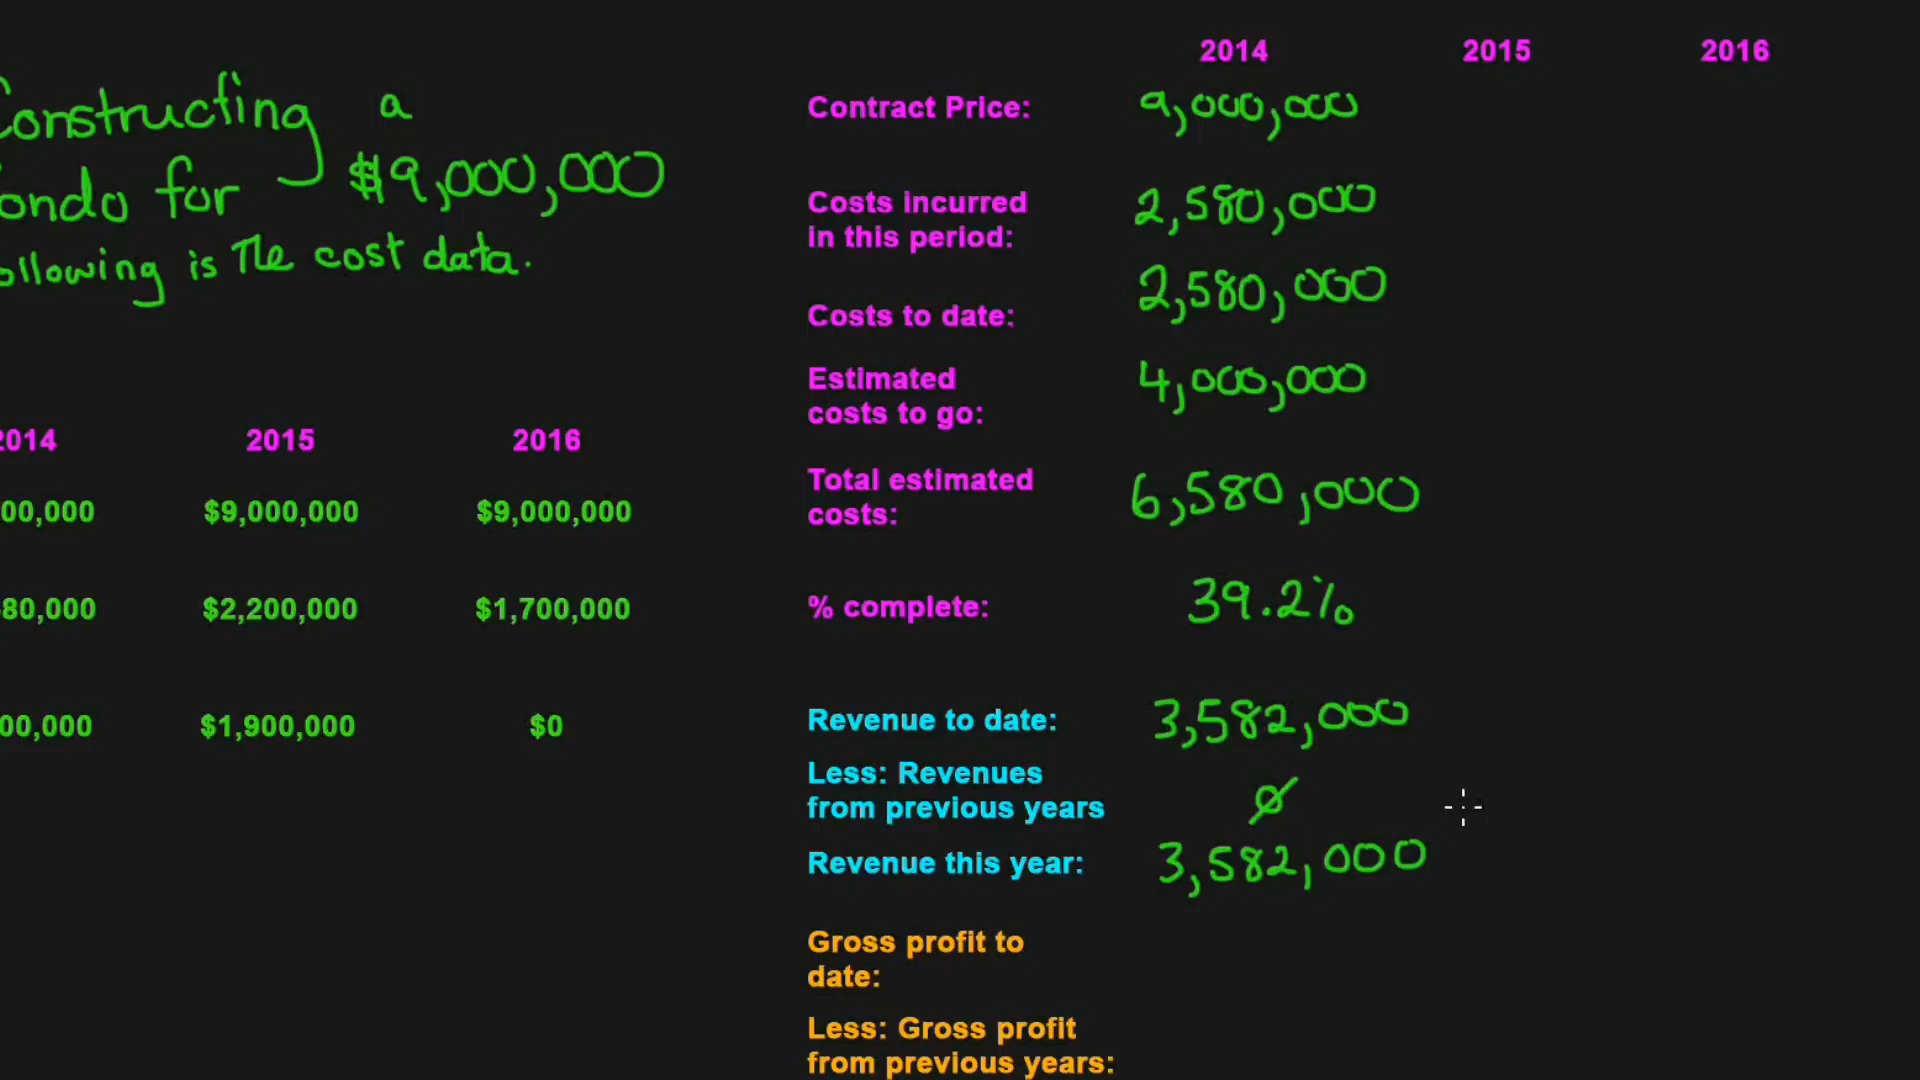 Constructing a
ondo for $9,000,000
ollowing is The cost data.
2014 2015 2016
00,000 $9,000,000 $9,000,000
80,000 $2,200,000 $1,700,000
00,000 $1,900,000 $0
2014 2015 2016
Contract Price: 9,000,000
Costs incurred
in this period: 2,580,000
Costs to date: 2,580,000
Estimated
costs to go: 4,000,000
Total estimated
costs: 6,580,000
% complete: 39.2%
Revenue to date: 3,582,000
Less: Revenues
from previous years 0
Revenue this year: 3,582,000
Gross profit to
date:
Less: Gross profit
from previous years: